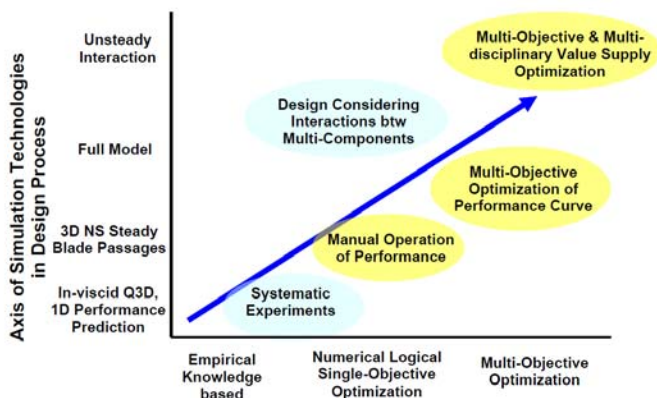 Unsteady
Interaction
Multi-Objective & Multi-
disciplinary Value Supply
Optimization
Design Considering
Interactions btw
Multi-Components
Full Model
Multi-Objective
Optimization of
Performance Curve
3D NS Steady
Blade Passages
Manual Operation
of Performance
In-viscid Q3D,
1D Performance
Prediction
Systematic
Experiments
Axis of Simulation Technologies
in Design Process
Empirical
Knowledge
based
Numerical Logical
Single-Objective
Optimization
Multi-Objective
Optimization